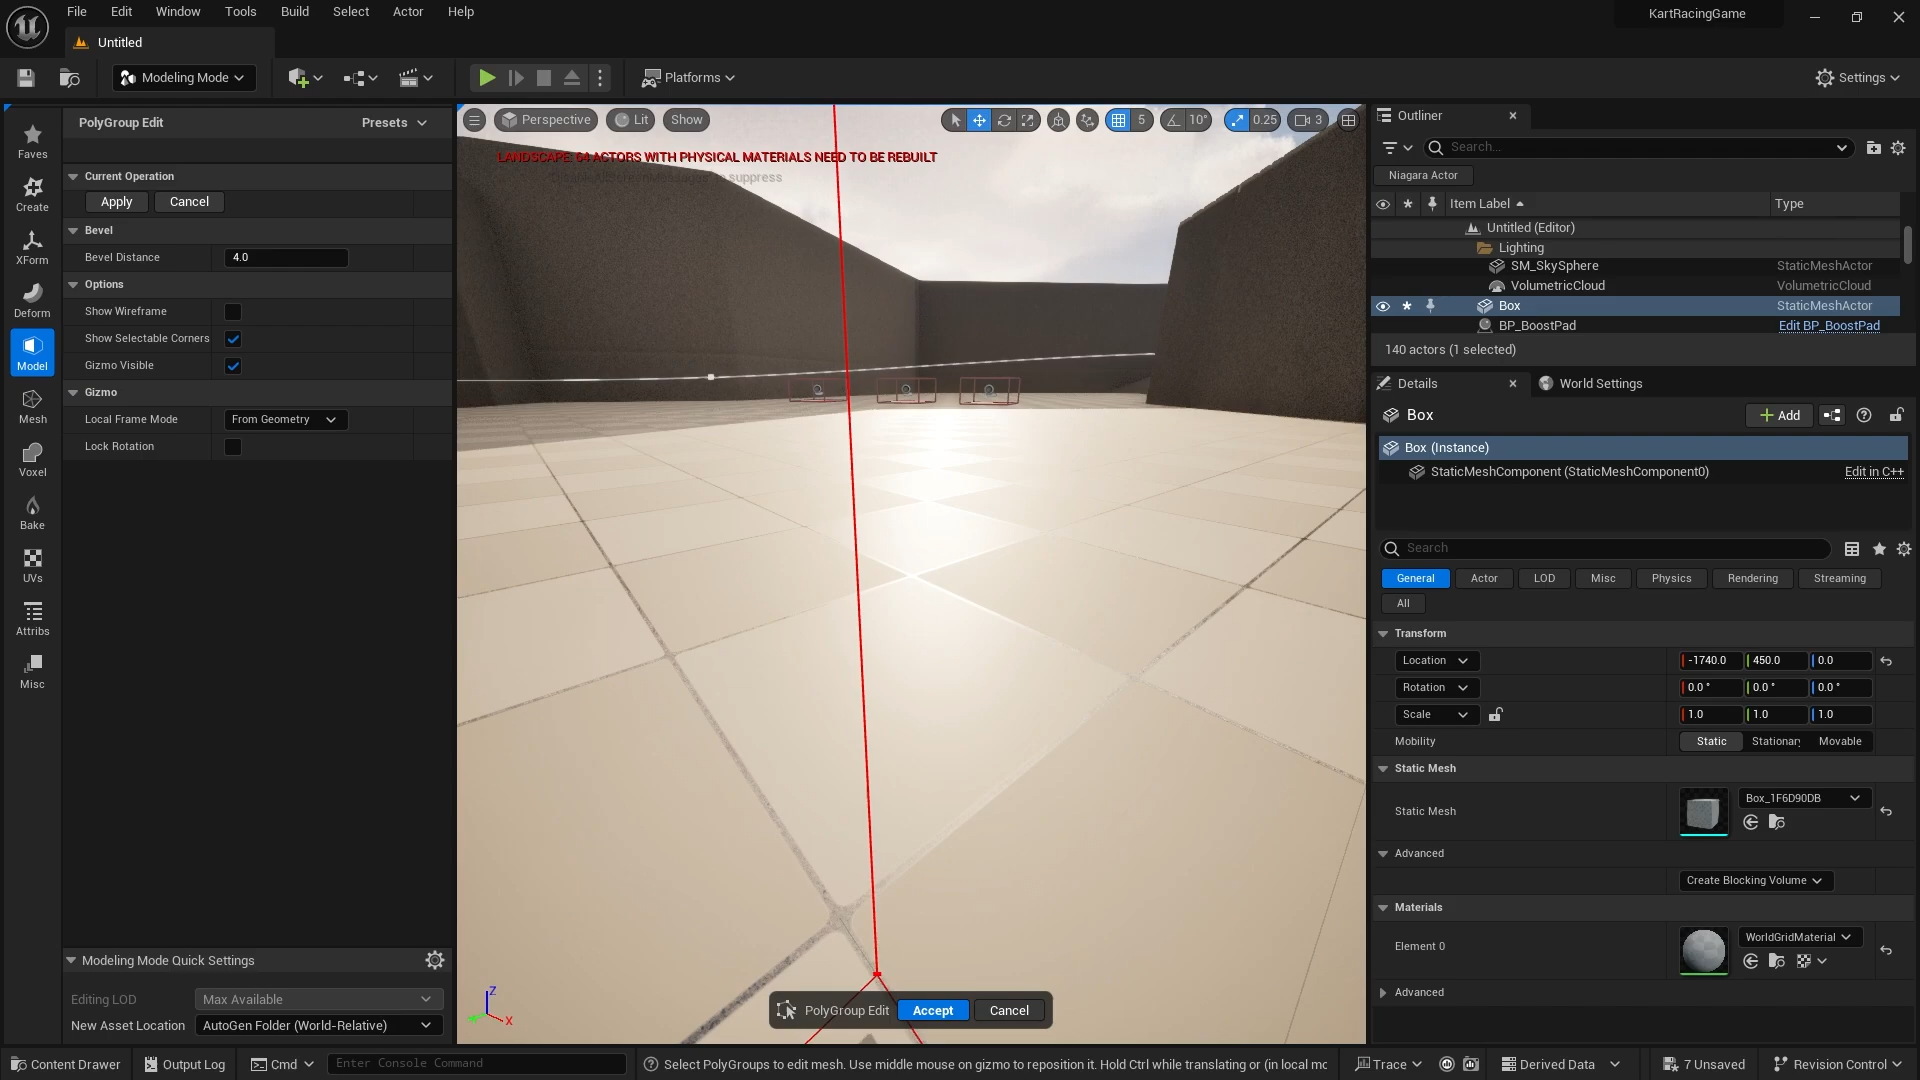 File Edit Window Tools Build Select Actor Help
KartRacingGame
Untitled
Modeling Mode
Platforms
Settings
PolyGroup Edit
Presets
Current Operation
Apply Cancel
Bevel
Bevel Distance 4.0
Options
Show Wireframe
Show Selectable Corners
Gizmo Visible
Gizmo
Local Frame Mode From Geometry
Lock Rotation
Faves
Create
XForm
Deform
Model
Mesh
Voxel
Bake
UVs
Attribs
Misc
Modeling Mode Quick Settings
Editing LOD Max Available
New Asset Location AutoGen Folder (World-Relative)
Perspective Lit Show
5 10° 0.25 3
LANDSCAPE: 64 ACTORS WITH PHYSICAL MATERIALS NEED TO BE REBUILT
to suppress
Z
X
PolyGroup Edit Accept Cancel
Outliner
Search...
Niagara Actor
Item Label Type
Untitled (Editor)
Lighting
SM_SkySphere StaticMeshActor
VolumetricCloud VolumetricCloud
Box StaticMeshActor
BP_BoostPad Edit BP_BoostPad
140 actors (1 selected)
Details World Settings
Box
Add
Box (Instance)
StaticMeshComponent (StaticMeshComponent0) Edit in C++
Search
General Actor LOD Misc Physics Rendering Streaming
All
Transform
Location -1740.0 450.0 0.0
Rotation 0.0 ° 0.0 ° 0.0 °
Scale 1.0 1.0 1.0
Mobility Static Stationary Movable
Static Mesh
Static Mesh Box_1F6D90DB
Advanced
Create Blocking Volume
Materials
Element 0 WorldGridMaterial
Advanced
Content Drawer Output Log Cmd Enter Console Command Select PolyGroups to edit mesh. Use middle mouse on gizmo to reposition it. Hold Ctrl while translating or (in local mo Trace Derived Data 7 Unsaved Revision Control